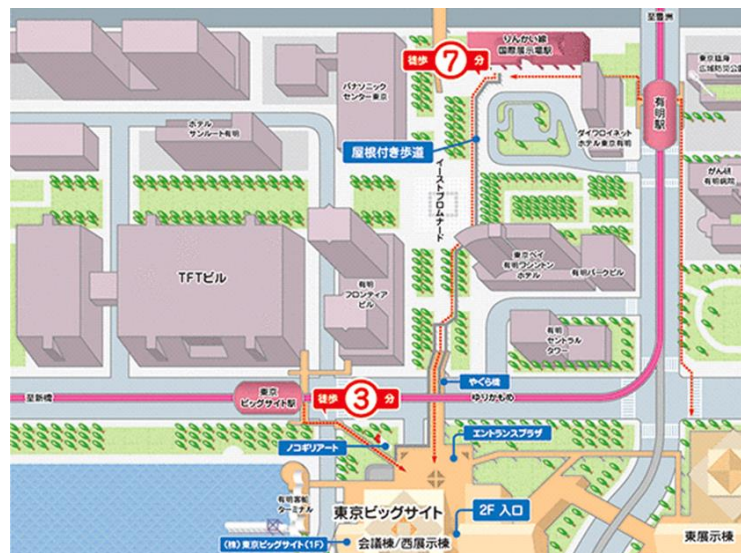 至豊洲
りんかい線
国際展示場駅
徒歩 7 分
東京臨海
広域防災公園
パナソニック
センター東京
有明駅
ホテル
サンルート有明
ダイワロイネット
ホテル東京有明
屋根付き歩道
がん研
有明病院
イーストプロムナード
東京ベイ
有明ワシントン
ホテル
有明パークビル
TFTビル
有明
フロンティア
ビル
有明
セントラル
タワー
やぐら橋
至新橋
東京
ビッグサイト駅
徒歩 3 分
ゆりかもめ
ノコギリアート
エントランスプラザ
有明客船
ターミナル
東京ビッグサイト
2F 入口
(株)東京ビッグサイト(1F)
会議棟/西展示棟
東展示棟